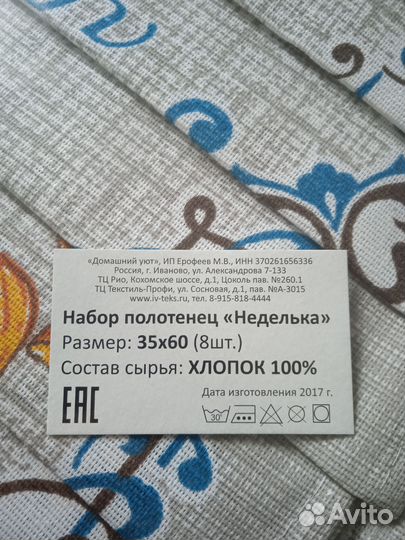 «Домашний уют», ИП Ерофеев М.В., ИНН 370261656336
Россия, г. Иваново, ул. Александрова 7-133
ТЦ Рио, Кохомское шоссе, д.1, Цоколь пав. №260.1
ТЦ Текстиль-Профи, ул. Сосновая, д.1, пав. №А-3015
www.iv-teks.ru, тел. 8-915-818-4444
Набор полотенец «Неделька»
Размер: 35х60 (8шт.)
Состав сырья: ХЛОПОК 100%
Дата изготовления 2017 г.
ЕАС
30°
Avito